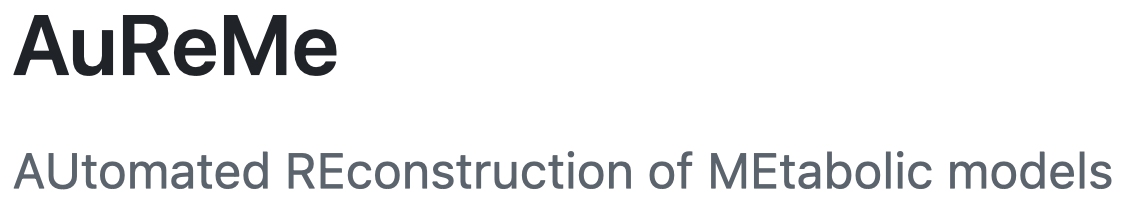 AuReMe
AUtomated REconstruction of MEtabolic models